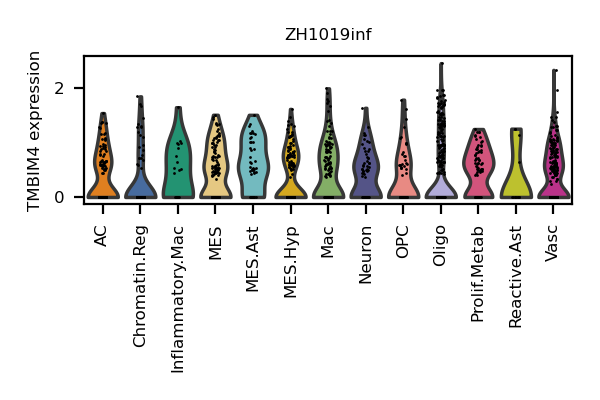 ZH1019inf
TMBIM4 expression
2
0
AC
Chromatin.Reg
Inflammatory.Mac
MES
MES.Ast
MES.Hyp
Mac
Neuron
OPC
Oligo
Prolif.Metab
Reactive.Ast
Vasc